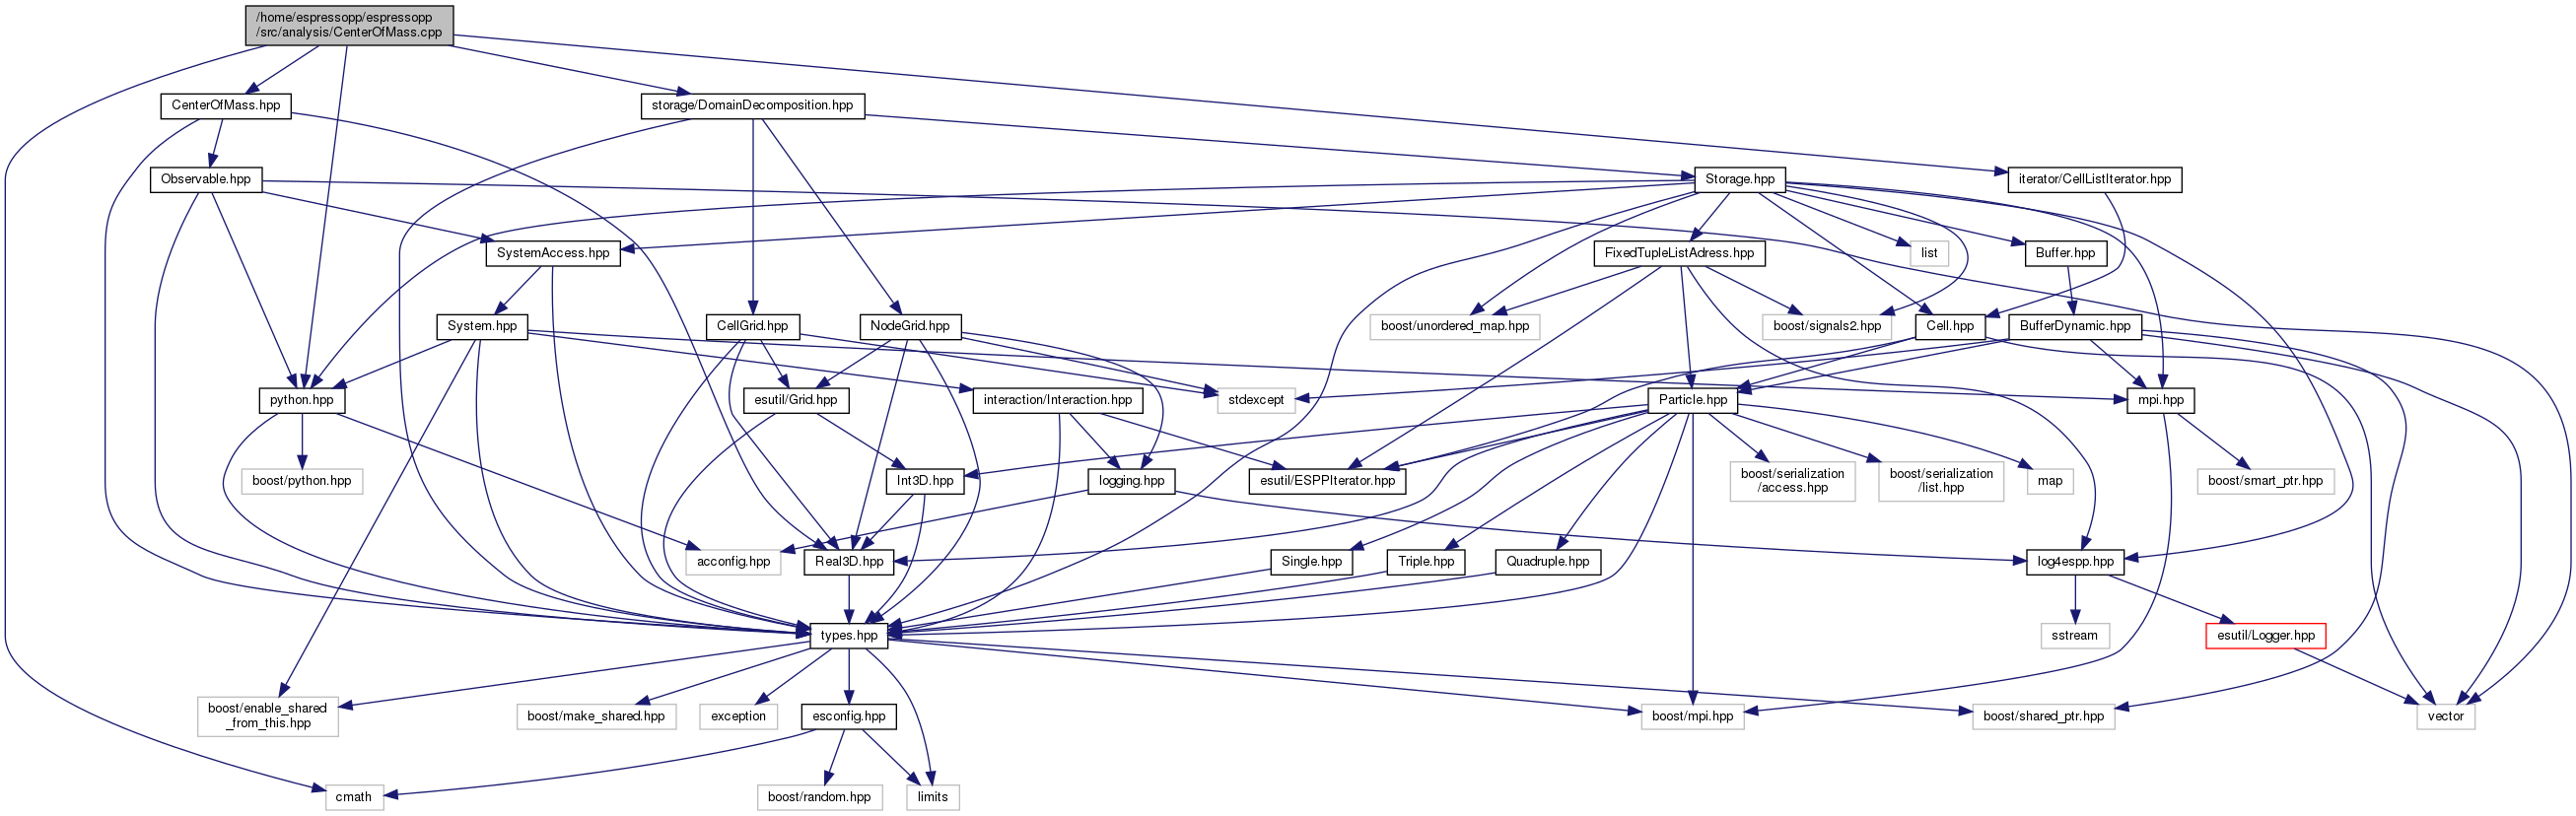 /home/espressopp/espressopp
/src/analysis/CenterOfMass.cpp
CenterOfMass.hpp
storage/DomainDecomposition.hpp
Observable.hpp
Storage.hpp
iterator/CellListIterator.hpp
SystemAccess.hpp
FixedTupleListAdress.hpp
list
Buffer.hpp
System.hpp
CellGrid.hpp
NodeGrid.hpp
boost/unordered_map.hpp
boost/signals2.hpp
Cell.hpp
BufferDynamic.hpp
python.hpp
esutil/Grid.hpp
interaction/Interaction.hpp
stdexcept
Particle.hpp
mpi.hpp
boost/python.hpp
Int3D.hpp
logging.hpp
esutil/ESPPIterator.hpp
boost/serialization
/access.hpp
boost/serialization
/list.hpp
map
boost/smart_ptr.hpp
acconfig.hpp
Real3D.hpp
Single.hpp
Triple.hpp
Quadruple.hpp
log4espp.hpp
types.hpp
sstream
esutil/Logger.hpp
boost/enable_shared
_from_this.hpp
boost/make_shared.hpp
exception
esconfig.hpp
boost/mpi.hpp
boost/shared_ptr.hpp
vector
cmath
boost/random.hpp
limits